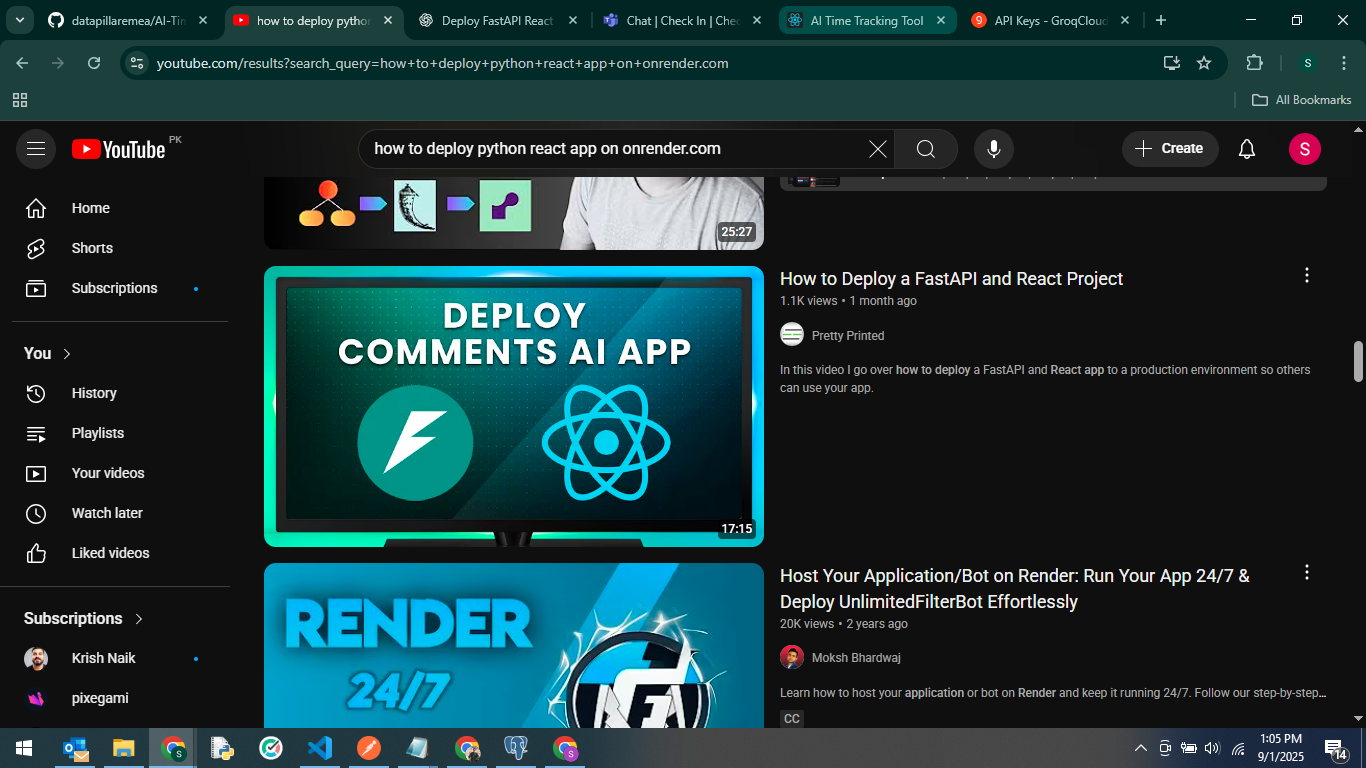 datapillaremea/AI-Tim
how to deploy python
Deploy FastAPI React
Chat | Check In | Chec
AI Time Tracking Tool
9
API Keys - GroqCloud
youtube.com/results?search_query=how+to+deploy+python+react+app+on+onrender.com
S
All Bookmarks
YouTube
PK
how to deploy python react app on onrender.com
Create
S
Home
Shorts
Subscriptions
You
History
Playlists
Your videos
Watch later
Liked videos
Subscriptions
Krish Naik
pixegami
25:27
DEPLOY
COMMENTS AI APP
17:15
How to Deploy a FastAPI and React Project
1.1K views • 1 month ago
Pretty Printed
In this video I go over how to deploy a FastAPI and React app to a production environment so others
can use your app.
RENDER
24/7
Host Your Application/Bot on Render: Run Your App 24/7 &
Deploy UnlimitedFilterBot Effortlessly
20K views • 2 years ago
Moksh Bhardwaj
Learn how to host your application or bot on Render and keep it running 24/7. Follow our step-by-step...
CC
1:05 PM
9/1/2025
14